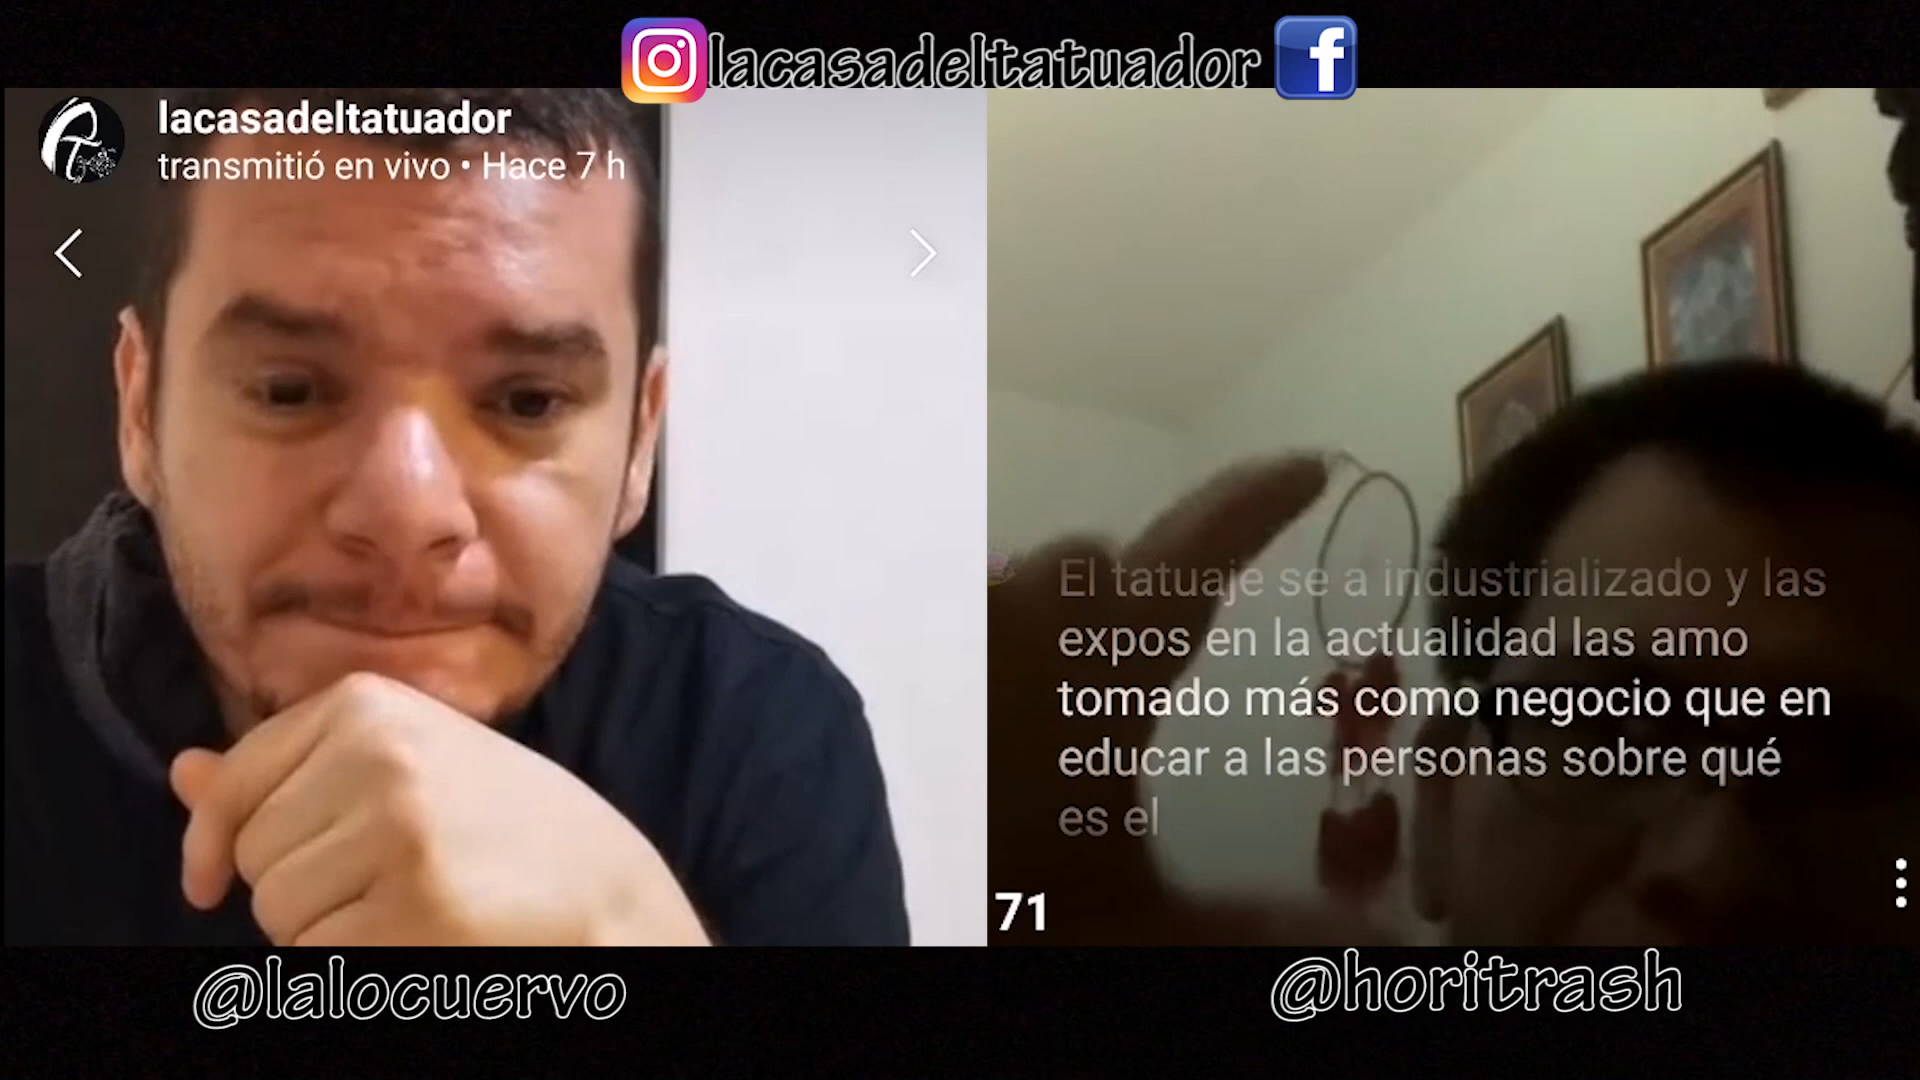 lacasadeltatuador
lacasadeltatuador
transmitió en vivo • Hace 7 h
El tatuaje se a industrializado y las
expos en la actualidad las amo
tomado más como negocio que en
educar a las personas sobre qué
es el
71
@lalocuervo
@horitrash